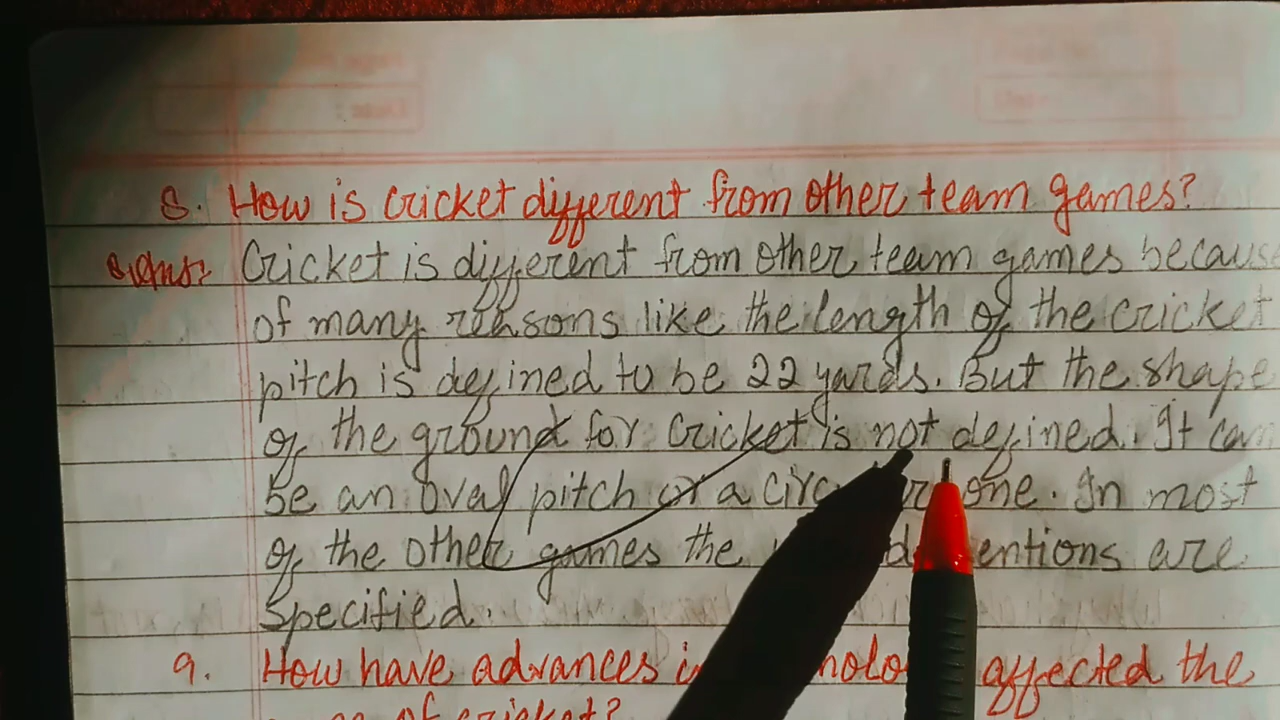 8. How is cricket different from other team games?
8.Ans: Cricket is different from other team games because
of many reasons like the length of the cricket
pitch is defined to be 22 yards. But the shape
of the ground for cricket is not defined. It can
be an oval pitch or a one. In most
of the other games the are
specified.
9. How have advances affected the
of cricket?